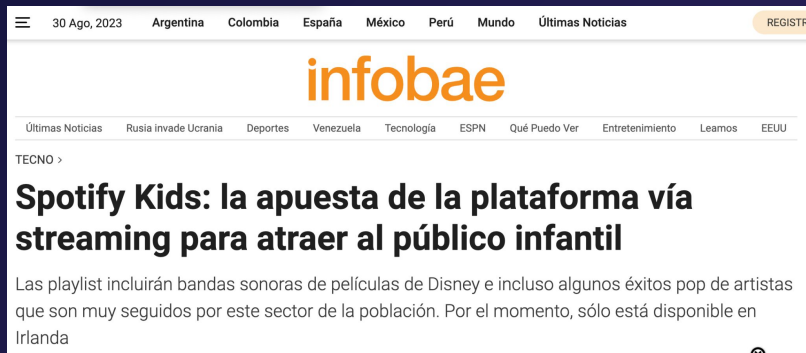 30 Ago, 2023 Argentina Colombia España México Perú Mundo Últimas Noticias
infobae
Últimas Noticias Rusia invade Ucrania Deportes Venezuela Tecnología ESPN Qué Puedo Ver Entretenimiento Leamos EEUU
TECNO >
Spotify Kids: la apuesta de la plataforma vía
streaming para atraer al público infantil
Las playlist incluirán bandas sonoras de películas de Disney e incluso algunos éxitos pop de artistas
que son muy seguidos por este sector de la población. Por el momento, sólo está disponible en
Irlanda